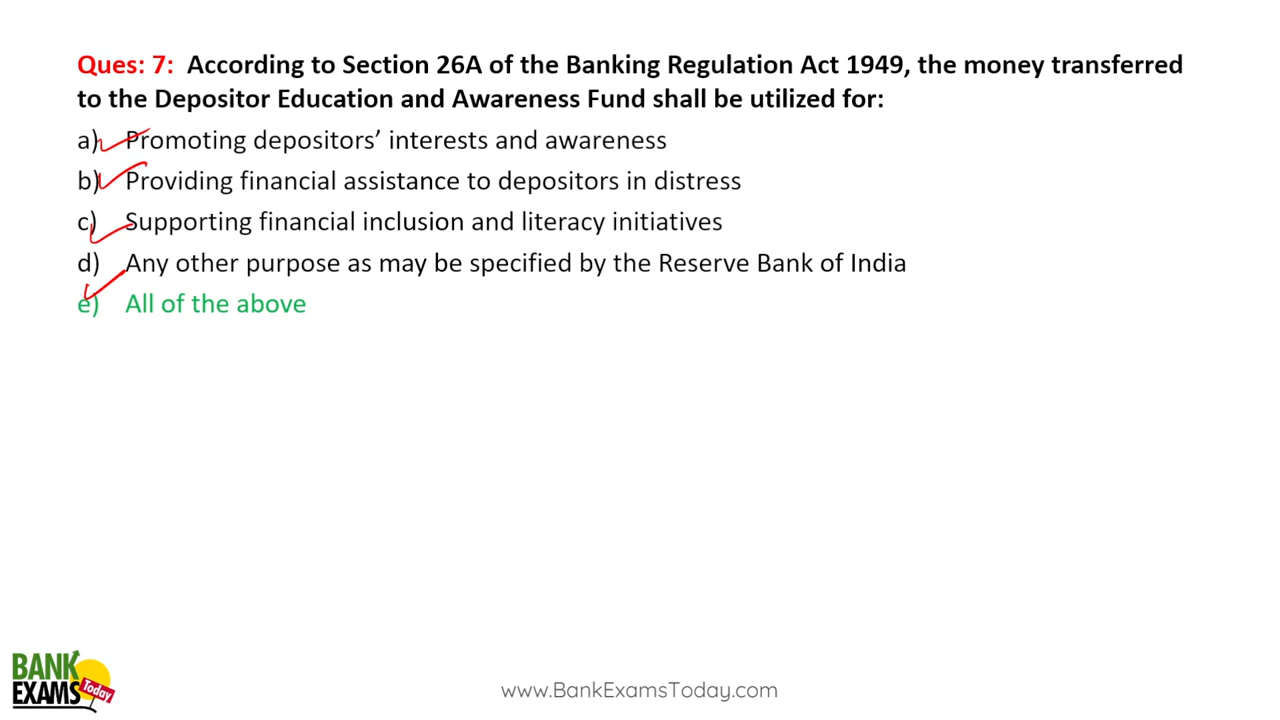 Ques: 7: According to Section 26A of the Banking Regulation Act 1949, the money transferred
to the Depositor Education and Awareness Fund shall be utilized for:
a) Promoting depositors’ interests and awareness
b) Providing financial assistance to depositors in distress
c) Supporting financial inclusion and literacy initiatives
d) Any other purpose as may be specified by the Reserve Bank of India
e) All of the above
BANK
EXAMS Today
www.BankExamsToday.com